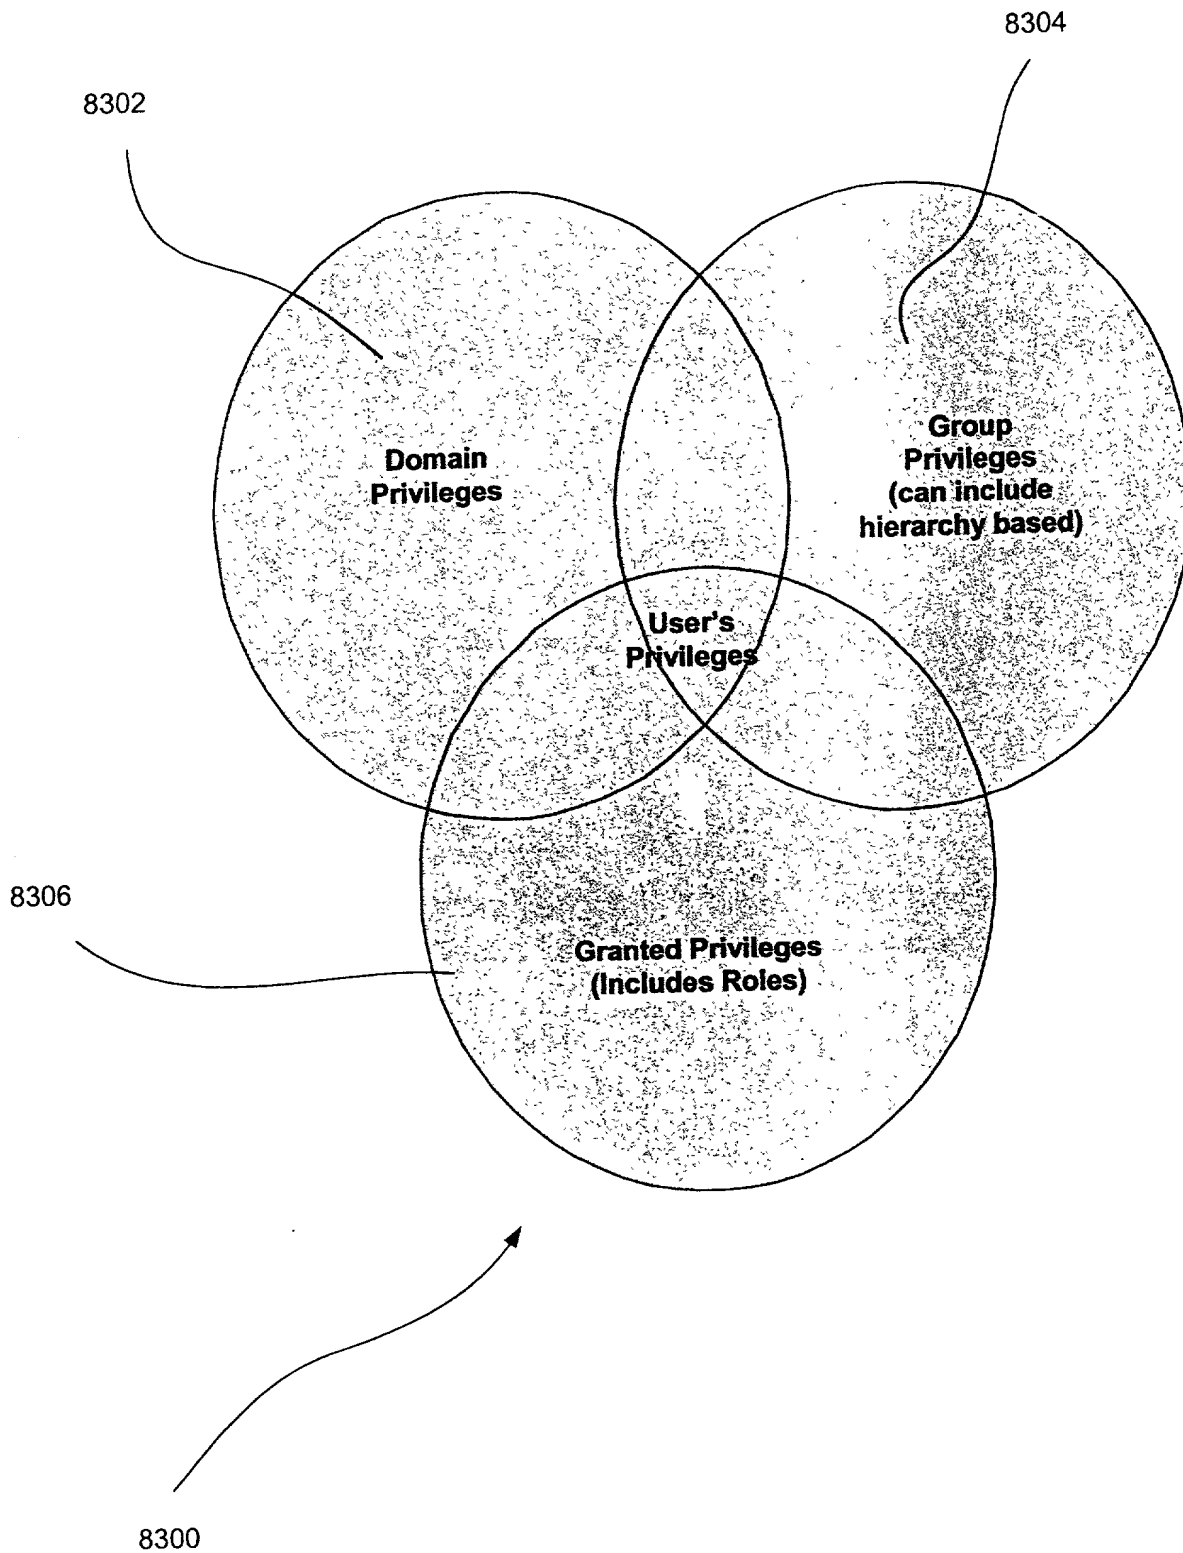 8304
8302
Group
Privileges
(can include
hierarchy based)
Domain
Privileges
User's
Privileges
8306
Granted Privileges
(Includes Roles)
8300